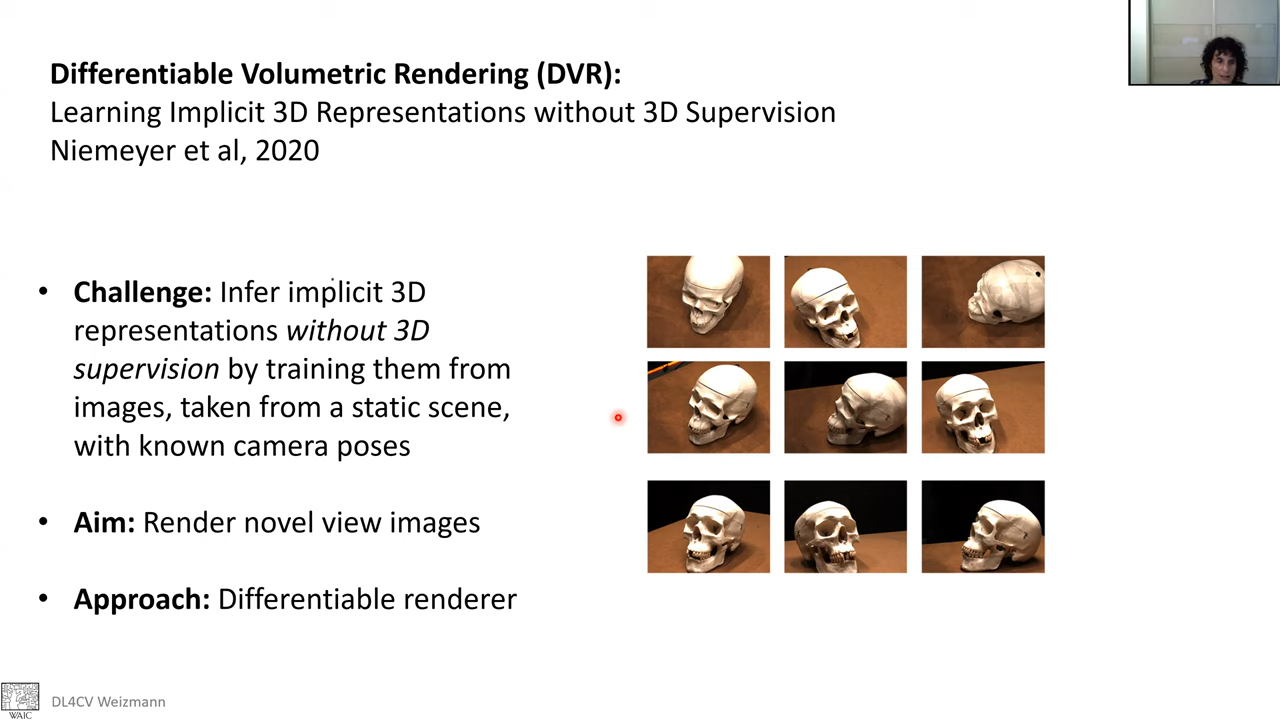 Differentiable Volumetric Rendering (DVR):
Learning Implicit 3D Representations without 3D Supervision
Niemeyer et al, 2020
• Challenge: Infer implicit 3D
representations without 3D
supervision by training them from
images, taken from a static scene,
with known camera poses
• Aim: Render novel view images
• Approach: Differentiable renderer
WAIC
DL4CV Weizmann